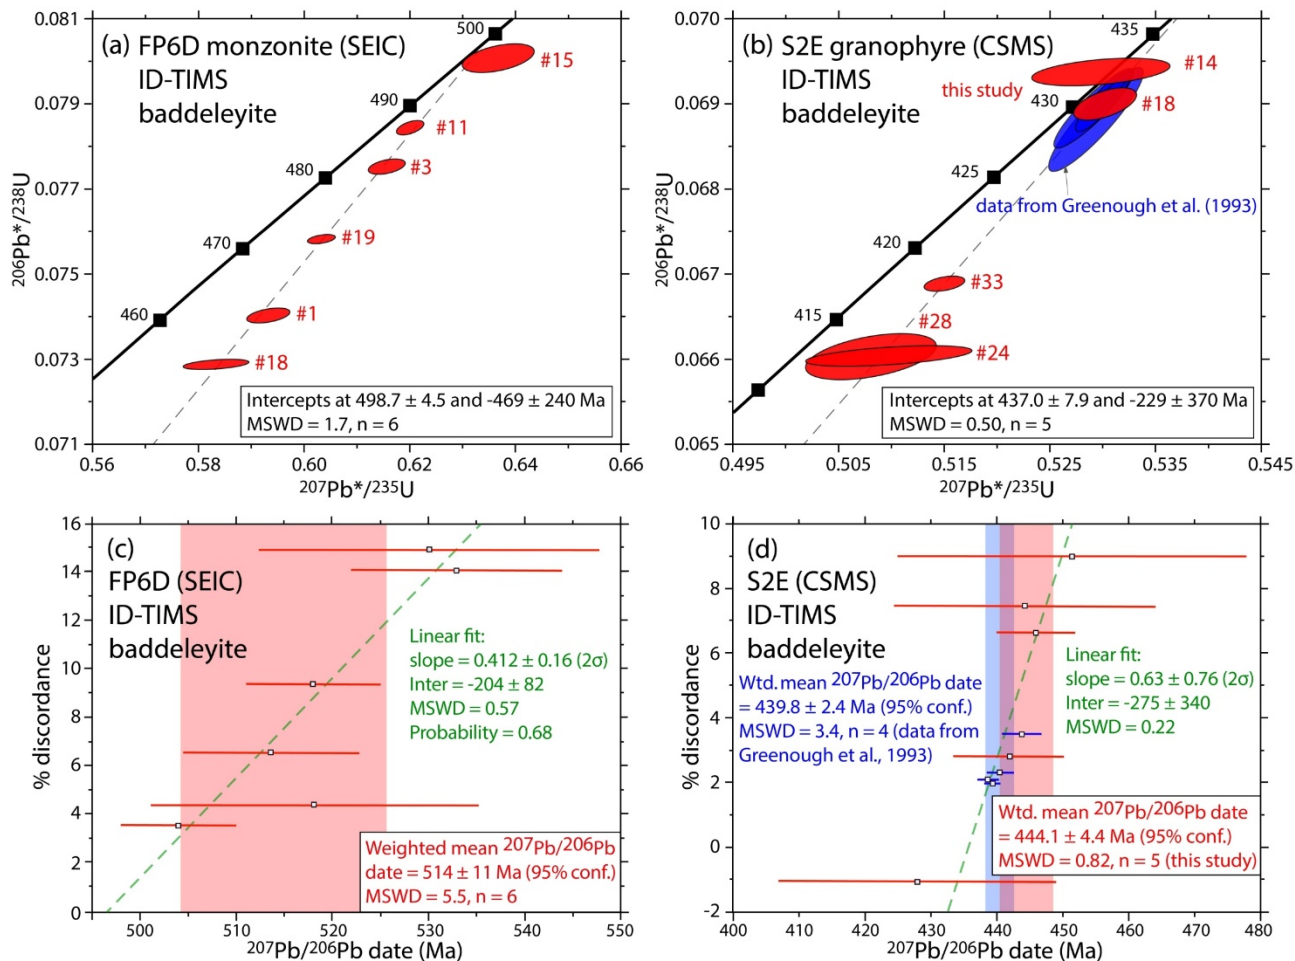 (a) FP6D monzonite (SEIC)
ID-TIMS
baddeleyite
0.081
0.079
0.077
0.075
0.073
0.071
206Pb*/238U
500
490
480
470
460
#15
#11
#3
#19
#1
#18
Intercepts at 498.7 ± 4.5 and -469 ± 240 Ma
MSWD = 1.7, n = 6
0.56 0.58 0.60 0.62 0.64 0.66
207Pb*/235U
(b) S2E granophyre (CSMS)
ID-TIMS
baddeleyite
0.070
0.069
0.068
0.067
0.066
0.065
206Pb*/238U
435
430
425
420
415
#14
this study
#18
data from Greenough et al. (1993)
#33
#28
#24
Intercepts at 437.0 ± 7.9 and -229 ± 370 Ma
MSWD = 0.50, n = 5
0.495 0.505 0.515 0.525 0.535 0.545
207Pb*/235U
(c)
FP6D (SEIC)
ID-TIMS
baddeleyite
16
14
12
10
8
6
4
2
0
% discordance
Linear fit:
slope = 0.412 ± 0.16 (2σ)
Inter = -204 ± 82
MSWD = 0.57
Probability = 0.68
Weighted mean 207Pb/206Pb
date = 514 ± 11 Ma (95% conf.)
MSWD = 5.5, n = 6
500 510 520 530 540 550
207Pb/206Pb date (Ma)
(d)
S2E (CSMS)
ID-TIMS
baddeleyite
10
8
6
4
2
0
-2
% discordance
Wtd. mean 207Pb/206Pb date
= 439.8 ± 2.4 Ma (95% conf.)
MSWD = 3.4, n = 4 (data from
Greenough et al., 1993)
Linear fit:
slope = 0.63 ± 0.76 (2σ)
Inter = -275 ± 340
MSWD = 0.22
Wtd. mean 207Pb/206Pb date
= 444.1 ± 4.4 Ma (95% conf.)
MSWD = 0.82, n = 5 (this study)
400 410 420 430 440 450 460 470 480
207Pb/206Pb date (Ma)